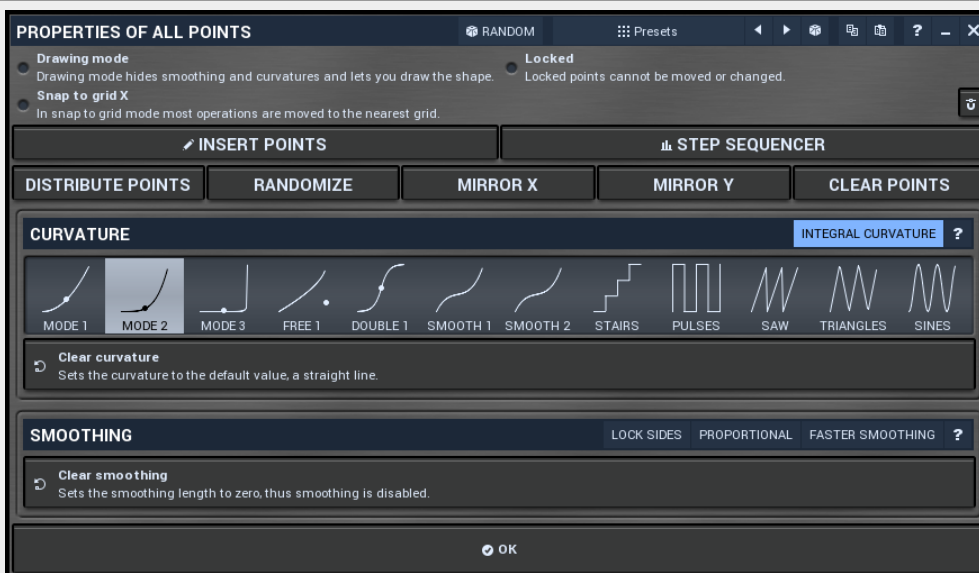 PROPERTIES OF ALL POINTS RANDOM Presets ?
Drawing mode
Drawing mode hides smoothing and curvatures and lets you draw the shape.
Locked
Locked points cannot be moved or changed.
Snap to grid X
In snap to grid mode most operations are moved to the nearest grid.
INSERT POINTS STEP SEQUENCER
DISTRIBUTE POINTS RANDOMIZE MIRROR X MIRROR Y CLEAR POINTS
CURVATURE INTEGRAL CURVATURE ?
MODE 1 MODE 2 MODE 3 FREE 1 DOUBLE 1 SMOOTH 1 SMOOTH 2 STAIRS PULSES SAW TRIANGLES SINES
Clear curvature
Sets the curvature to the default value, a straight line.
SMOOTHING LOCK SIDES PROPORTIONAL FASTER SMOOTHING ?
Clear smoothing
Sets the smoothing length to zero, thus smoothing is disabled.
OK